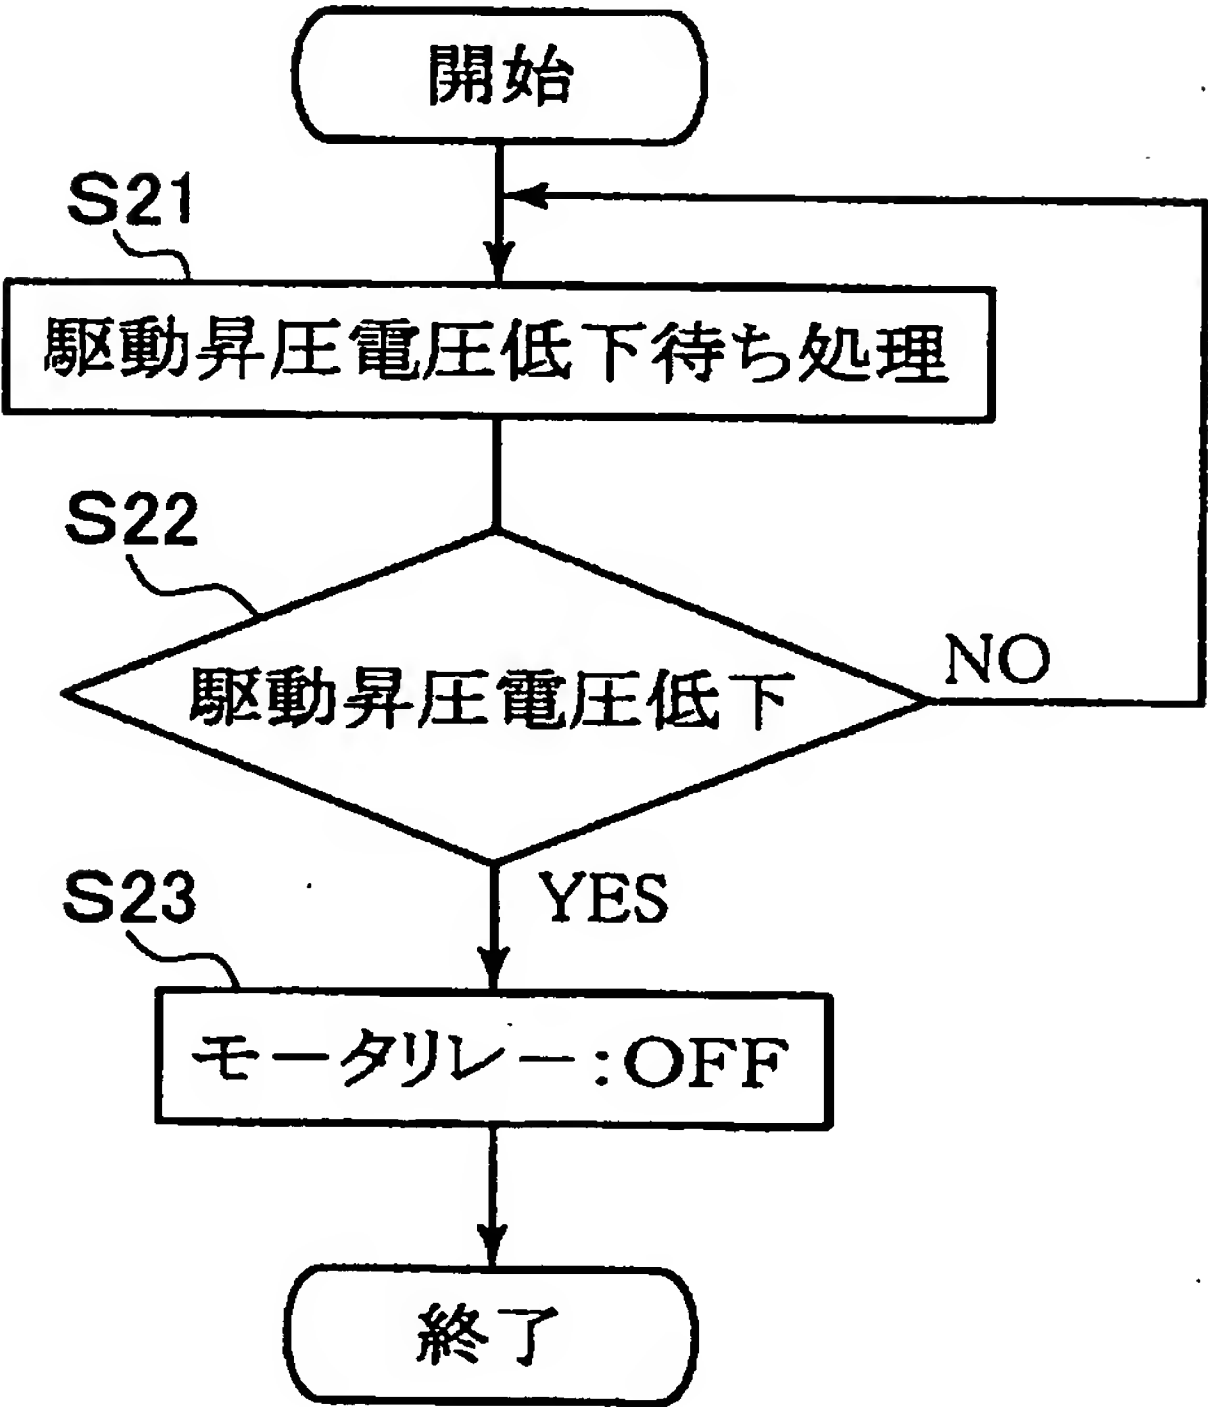 開始
S21
駆動昇圧電圧低下待ち処理
S22
駆動昇圧電圧低下
NO
YES
S23
モータリレー:OFF
終了